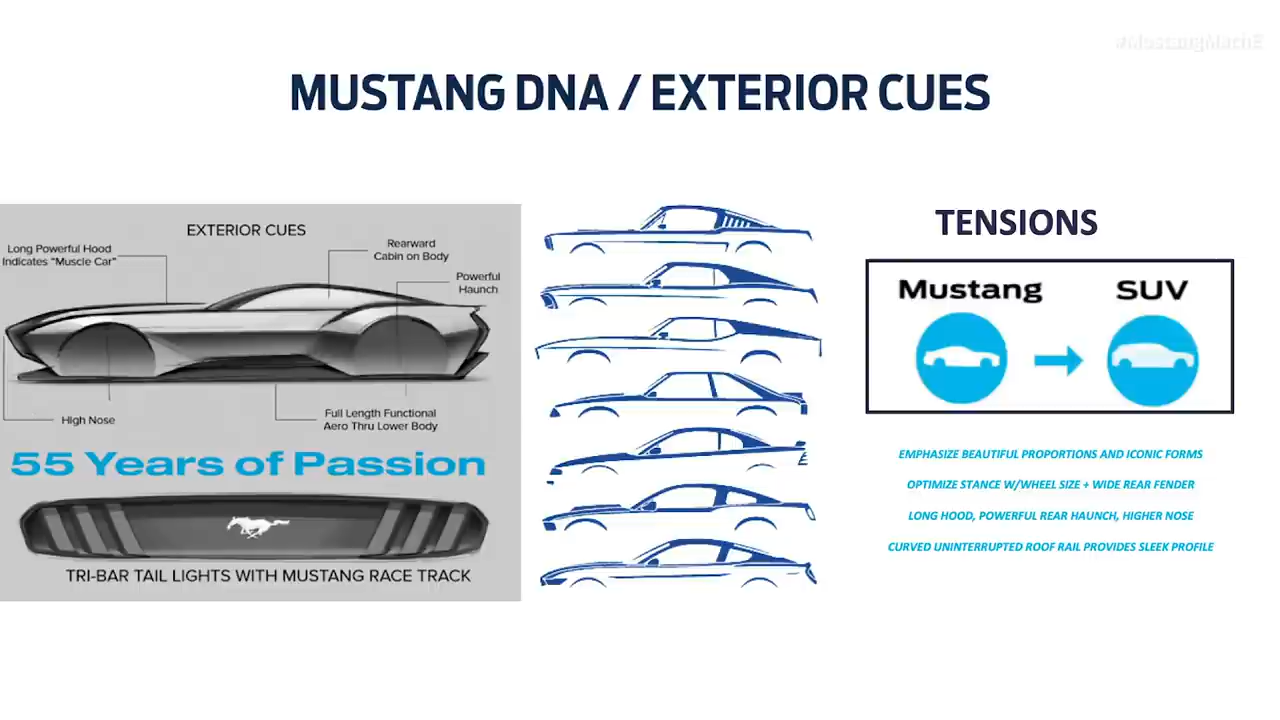 #MustangMachE
MUSTANG DNA / EXTERIOR CUES
EXTERIOR CUES
Long Powerful Hood
Indicates “Muscle Car”
Rearward
Cabin on Body
Powerful
Haunch
High Nose
Full Length Functional
Aero Thru Lower Body
55 Years of Passion
TRI-BAR TAIL LIGHTS WITH MUSTANG RACE TRACK
TENSIONS
Mustang
SUV
EMPHASIZE BEAUTIFUL PROPORTIONS AND ICONIC FORMS
OPTIMIZE STANCE W/WHEEL SIZE + WIDE REAR FENDER
LONG HOOD, POWERFUL REAR HAUNCH, HIGHER NOSE
CURVED UNINTERRUPTED ROOF RAIL PROVIDES SLEEK PROFILE